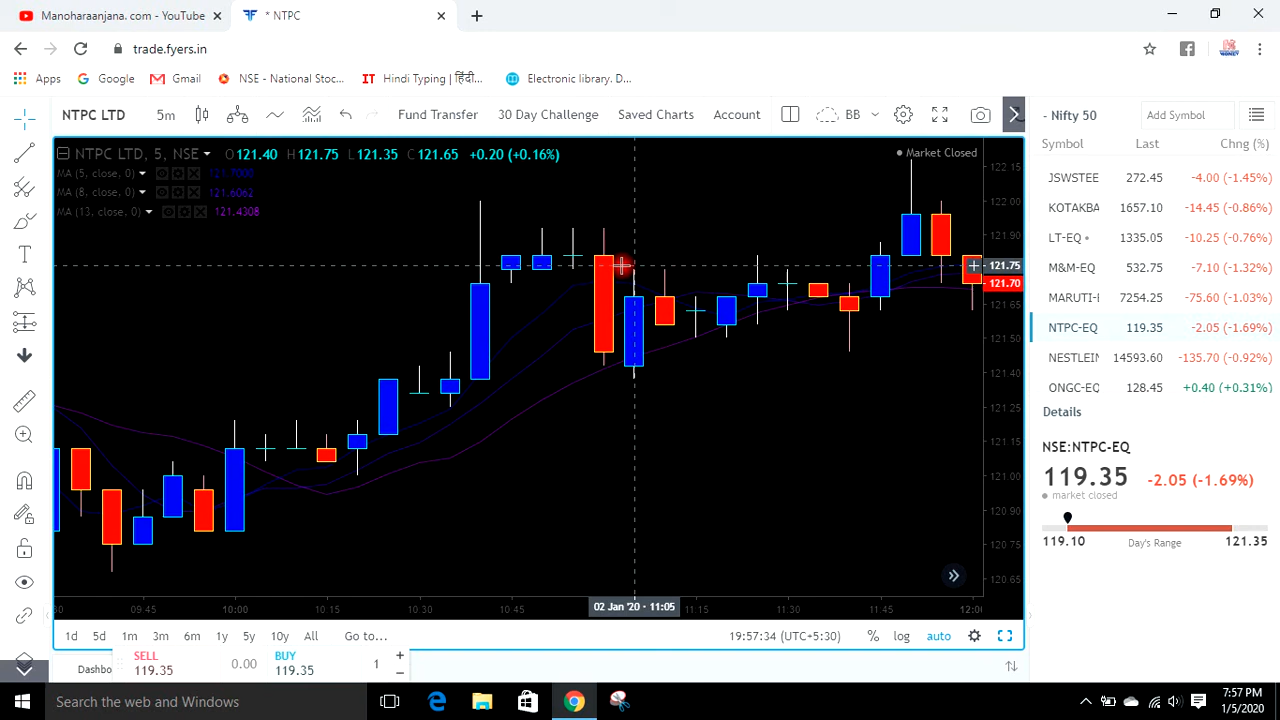 Manoharaanjana. com - YouTube
* NTPC
trade.fyers.in
Apps
Google
Gmail
NSE - National Stoc...
Hindi Typing | हिंदी...
Electronic library. D...
NTPC LTD
5m
Fund Transfer
30 Day Challenge
Saved Charts
Account
BB
NTPC LTD, 5, NSE O 121.40 H 121.75 L 121.35 C 121.65 +0.20 (+0.16%)
Market Closed
MA (5, close, 0) 121.7000
MA (8, close, 0) 121.6062
MA (13, close, 0) 121.4308
122.15
122.00
121.90
121.75
121.70
121.65
121.50
121.40
121.25
121.15
121.00
120.90
120.75
120.65
09:45
10:00
10:15
10:30
10:45
02 Jan '20 - 11:05
11:15
11:30
11:45
12:0
1d 5d 1m 3m 6m 1y 5y 10y All Go to...
19:57:34 (UTC+5:30) % log auto
Dashbo
SELL
119.35
0.00
BUY
119.35
1
- Nifty 50
Add Symbol
Symbol Last Chng (%)
JSWSTEE 272.45 -4.00 (-1.45%)
KOTAKBA 1657.10 -14.45 (-0.86%)
LT-EQ 1335.05 -10.25 (-0.76%)
M&M-EQ 532.75 -7.10 (-1.32%)
MARUTI-E 7254.25 -75.60 (-1.03%)
NTPC-EQ 119.35 -2.05 (-1.69%)
NESTLEIN 14593.60 -135.70 (-0.92%)
ONGC-EQ 128.45 +0.40 (+0.31%)
Details
NSE:NTPC-EQ
119.35 -2.05 (-1.69%)
market closed
119.10 Day's Range 121.35
Search the web and Windows
7:57 PM
1/5/2020